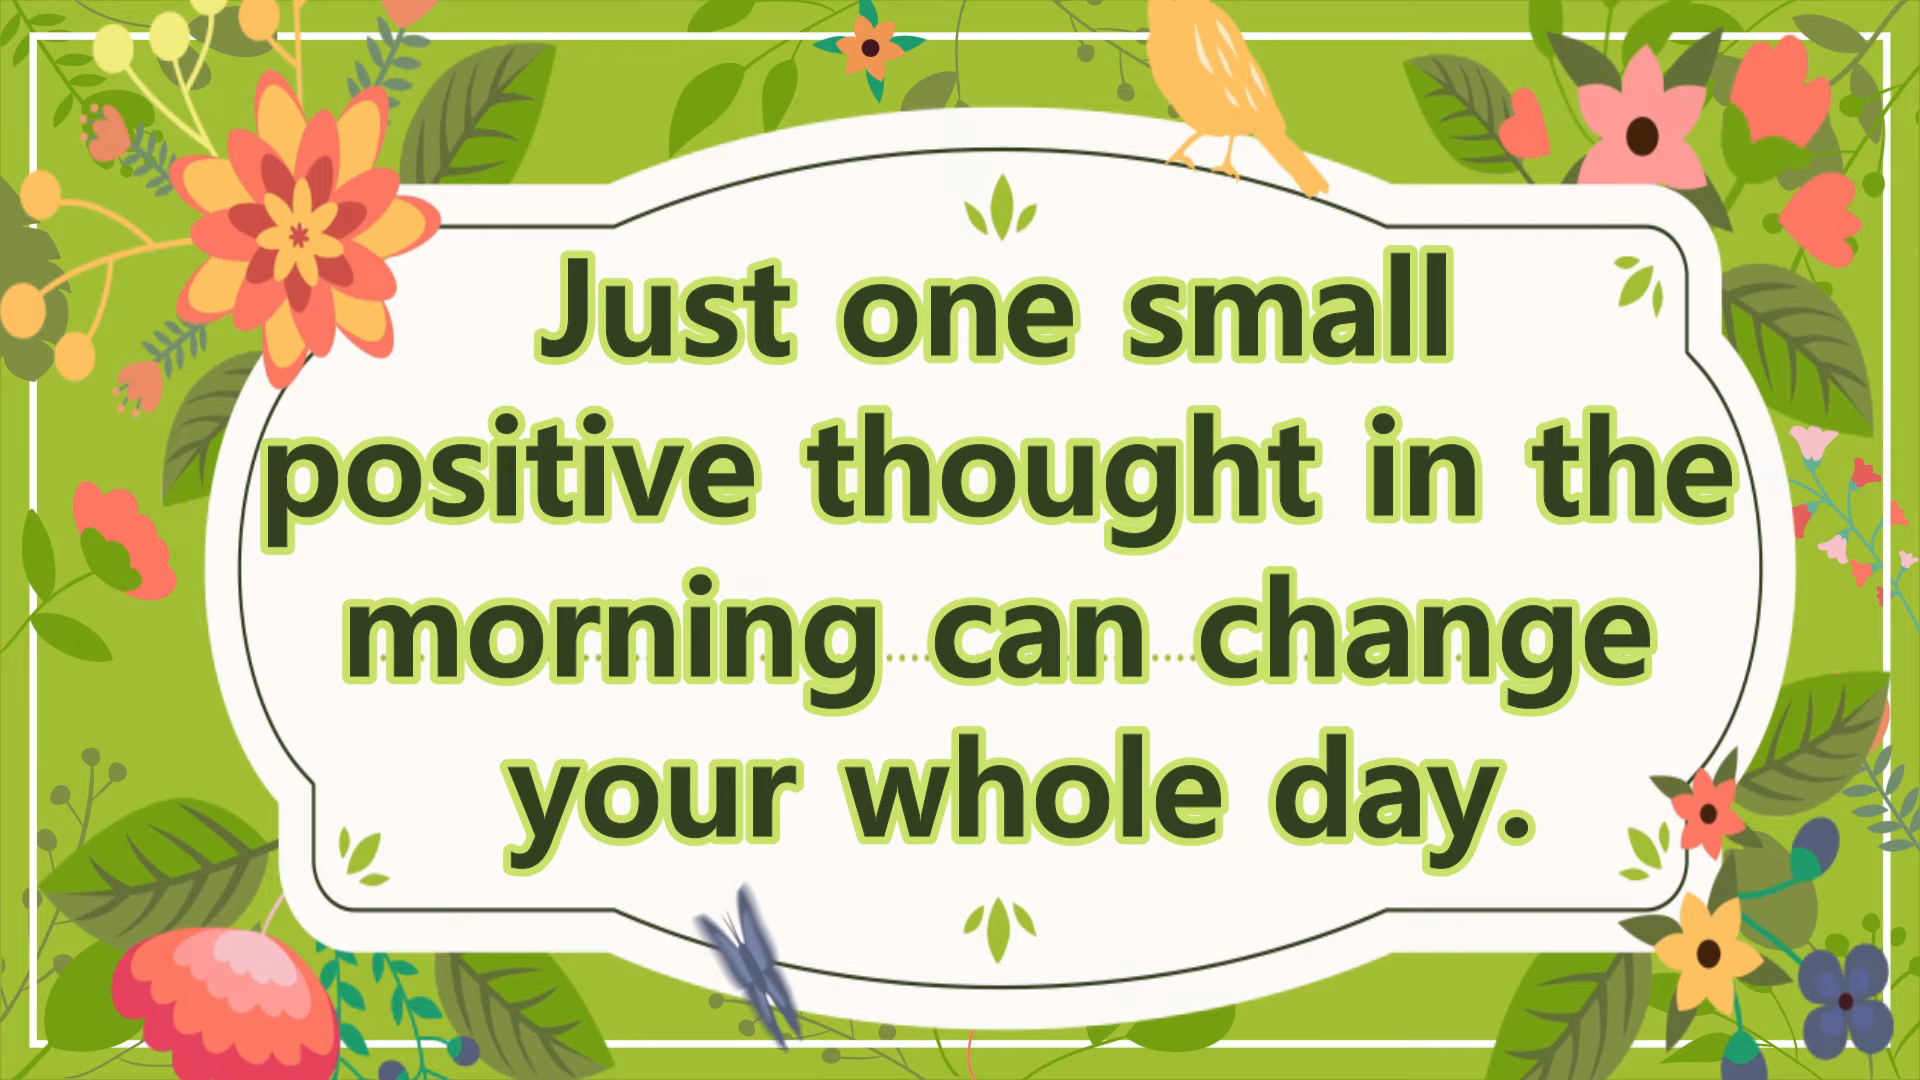 Just one small
positive thought in the
morning can change
your whole day.